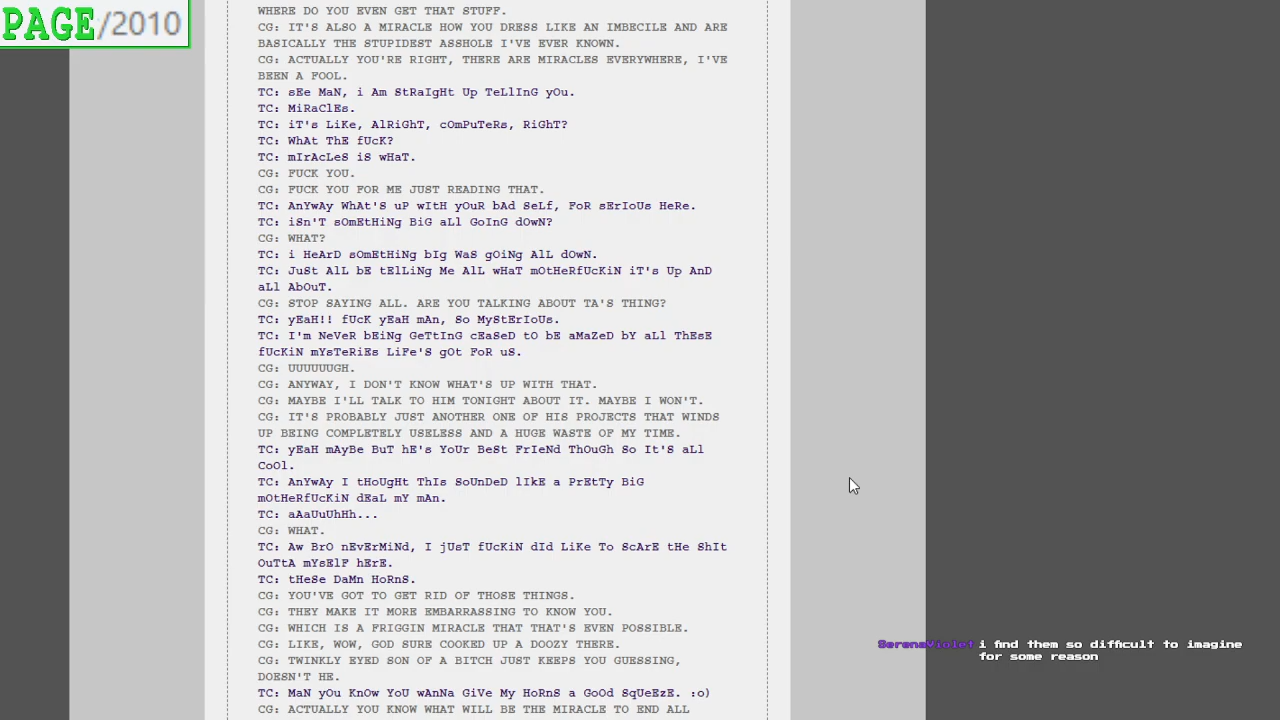 PAGE/2010
WHERE DO YOU EVEN GET THAT STUFF.
CG: IT'S ALSO A MIRACLE HOW YOU DRESS LIKE AN IMBECILE AND ARE
BASICALLY THE STUPIDEST ASSHOLE I'VE EVER KNOWN.
CG: ACTUALLY YOU'RE RIGHT, THERE ARE MIRACLES EVERYWHERE, I'VE
BEEN A FOOL.
TC: sEe MaN, i Am StRaIgHt Up TeLlInG yOu.
TC: MiRaClEs.
TC: iT's LiKe, AlRiGhT, cOmPuTeRs, RiGhT?
TC: WhAt ThE fUcK?
TC: mIrAcLeS iS wHaT.
CG: FUCK YOU.
CG: FUCK YOU FOR ME JUST READING THAT.
TC: AnYwAy WhAt'S uP wItH yOuR bAd SeLf, FoR sErIoUs HeRe.
TC: iSn'T sOmEtHiNg BiG aLl GoInG dOwN?
CG: WHAT?
TC: i HeArD sOmEtHiNg bIg WaS gOiNg AlL dOwN.
TC: JuSt AlL bE tElLiNg Me AlL wHaT mOtHeRfUcKiN iT's Up AnD
aLl AbOuT.
CG: STOP SAYING ALL. ARE YOU TALKING ABOUT TA'S THING?
TC: yEaH!! fUcK yEaH mAn, So MyStErIoUs.
TC: I'm NeVeR bEiNg GeTtInG cEaSeD tO bE aMaZeD bY aLl ThEsE
fUcKiN mYsTeRiEs LiFe'S gOt FoR uS.
CG: UUUUUUGH.
CG: ANYWAY, I DON'T KNOW WHAT'S UP WITH THAT.
CG: MAYBE I'LL TALK TO HIM TONIGHT ABOUT IT. MAYBE I WON'T.
CG: IT'S PROBABLY JUST ANOTHER ONE OF HIS PROJECTS THAT WINDS
UP BEING COMPLETELY USELESS AND A HUGE WASTE OF MY TIME.
TC: yEaH mAyBe BuT hE's YoUr BeSt FrIeNd ThOuGh So It'S aLl
CoOl.
TC: AnYwAy I tHoUgHt ThIs SoUnDeD lIkE a PrEtTy BiG
mOtHeRfUcKiN dEaL mY mAn.
TC: aAaUuUhHh...
CG: WHAT.
TC: Aw BrO nEvErMiNd, I jUsT fUcKiN dId LiKe To ScArE tHe ShIt
OuTtA mYsElF hErE.
TC: tHeSe DaMn HoRnS.
CG: YOU'VE GOT TO GET RID OF THOSE THINGS.
CG: THEY MAKE IT MORE EMBARRASSING TO KNOW YOU.
CG: WHICH IS A FRIGGIN MIRACLE THAT THAT'S EVEN POSSIBLE.
CG: LIKE, WOW, GOD SURE COOKED UP A DOOZY THERE.
CG: TWINKLY EYED SON OF A BITCH JUST KEEPS YOU GUESSING,
DOESN'T HE.
TC: MaN yOu KnOw YoU wAnNa GiVe My HoRnS a GoOd SqUeEzE. :o)
CG: ACTUALLY YOU KNOW WHAT WILL BE THE MIRACLE TO END ALL
SerenaViolet i find them so difficult to imagine
for some reason